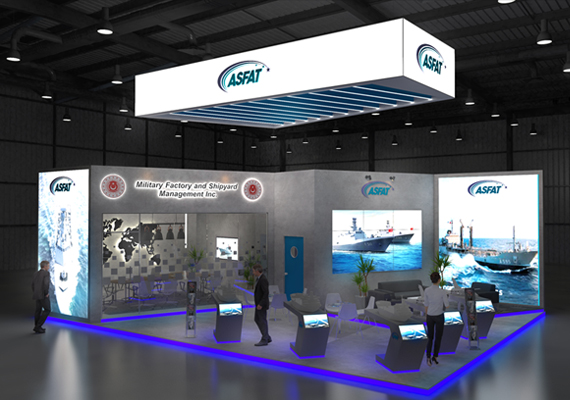 ASFAT
ASFAT
ASFAT
Military Factory and Shipyard
Management Inc.
ASFAT
ASFAT